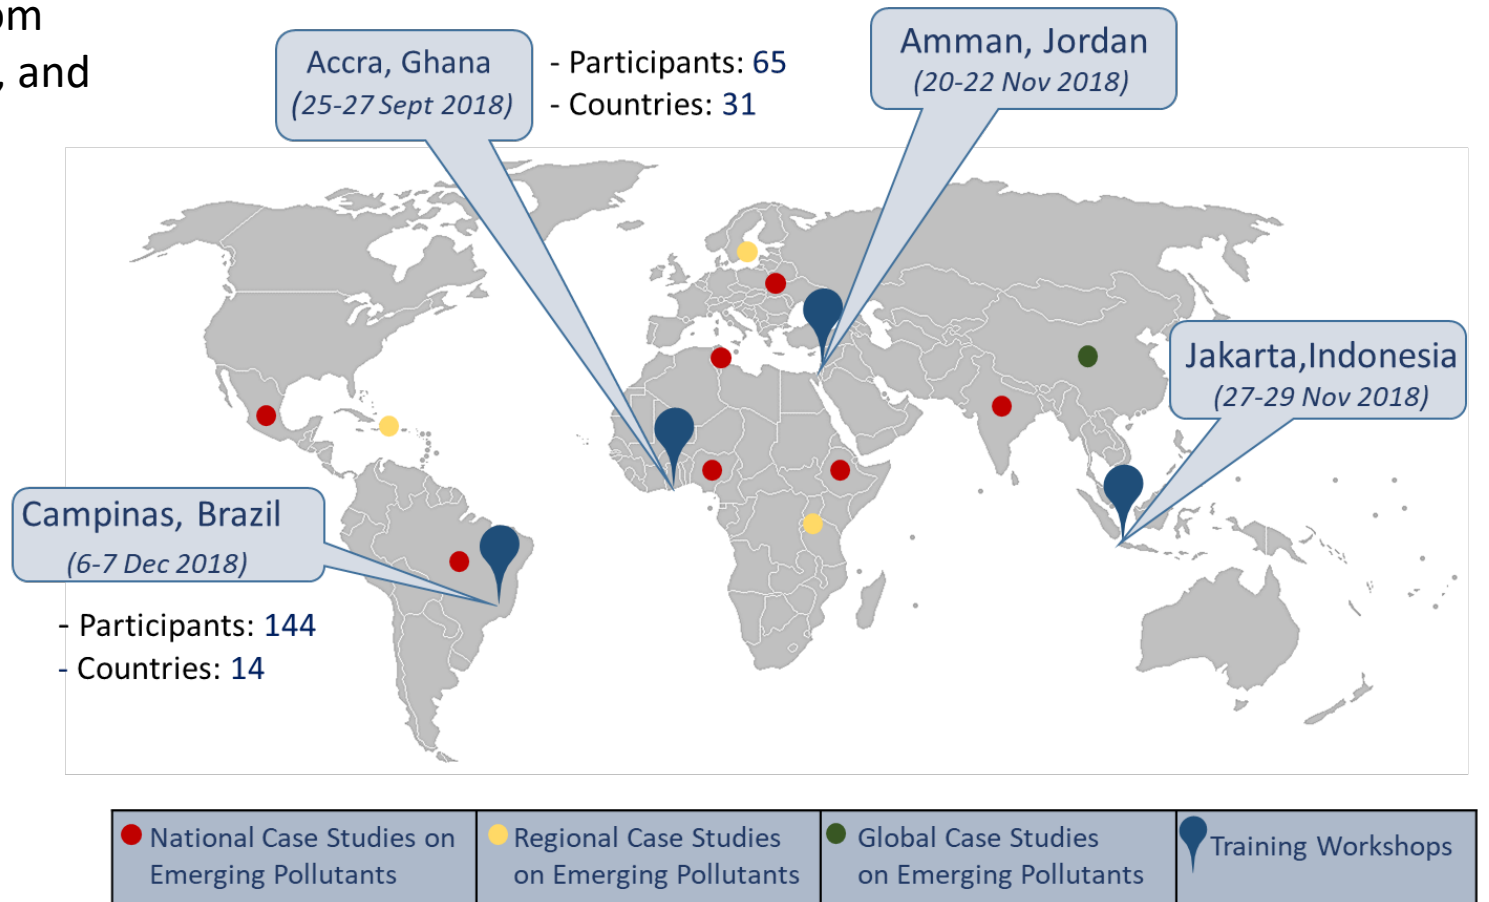 , and
Accra, Ghana
(25-27 Sept 2018)
- Participants: 65
- Countries: 31
Amman, Jordan
(20-22 Nov 2018)
Jakarta,Indonesia
(27-29 Nov 2018)
Campinas, Brazil
(6-7 Dec 2018)
- Participants: 144
- Countries: 14
National Case Studies on
Emerging Pollutants
Regional Case Studies
on Emerging Pollutants
Global Case Studies
on Emerging Pollutants
Training Workshops